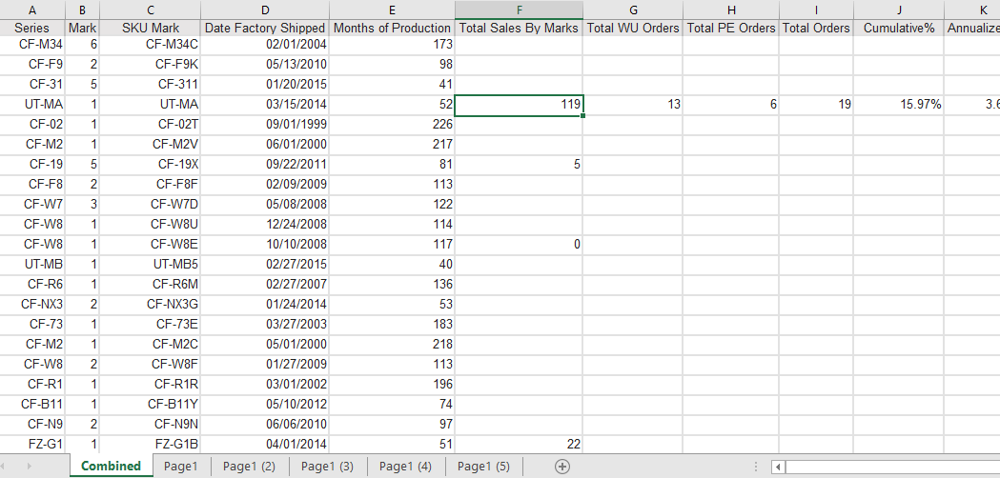 A B C D E F G H I J K
Series Mark SKU Mark Date Factory Shipped Months of Production Total Sales By Marks Total WU Orders Total PE Orders Total Orders Cumulative% Annualize
CF-M34 6 CF-M34C 02/01/2004 173
CF-F9 2 CF-F9K 05/13/2010 98
CF-31 5 CF-311 01/20/2015 41
UT-MA 1 UT-MA 03/15/2014 52 119 13 6 19 15.97% 3.6
CF-02 1 CF-02T 09/01/1999 226
CF-M2 1 CF-M2V 06/01/2000 217
CF-19 5 CF-19X 09/22/2011 81 5
CF-F8 2 CF-F8F 02/09/2009 113
CF-W7 3 CF-W7D 05/08/2008 122
CF-W8 1 CF-W8U 12/24/2008 114
CF-W8 1 CF-W8E 10/10/2008 117 0
UT-MB 1 UT-MB5 02/27/2015 40
CF-R6 1 CF-R6M 02/27/2007 136
CF-NX3 2 CF-NX3G 01/24/2014 53
CF-73 1 CF-73E 03/27/2003 183
CF-M2 1 CF-M2C 05/01/2000 218
CF-W8 2 CF-W8F 01/27/2009 113
CF-R1 1 CF-R1R 03/01/2002 196
CF-B11 1 CF-B11Y 05/10/2012 74
CF-N9 2 CF-N9N 06/06/2010 97
FZ-G1 1 FZ-G1B 04/01/2014 51 22
Combined Page1 Page1 (2) Page1 (3) Page1 (4) Page1 (5)